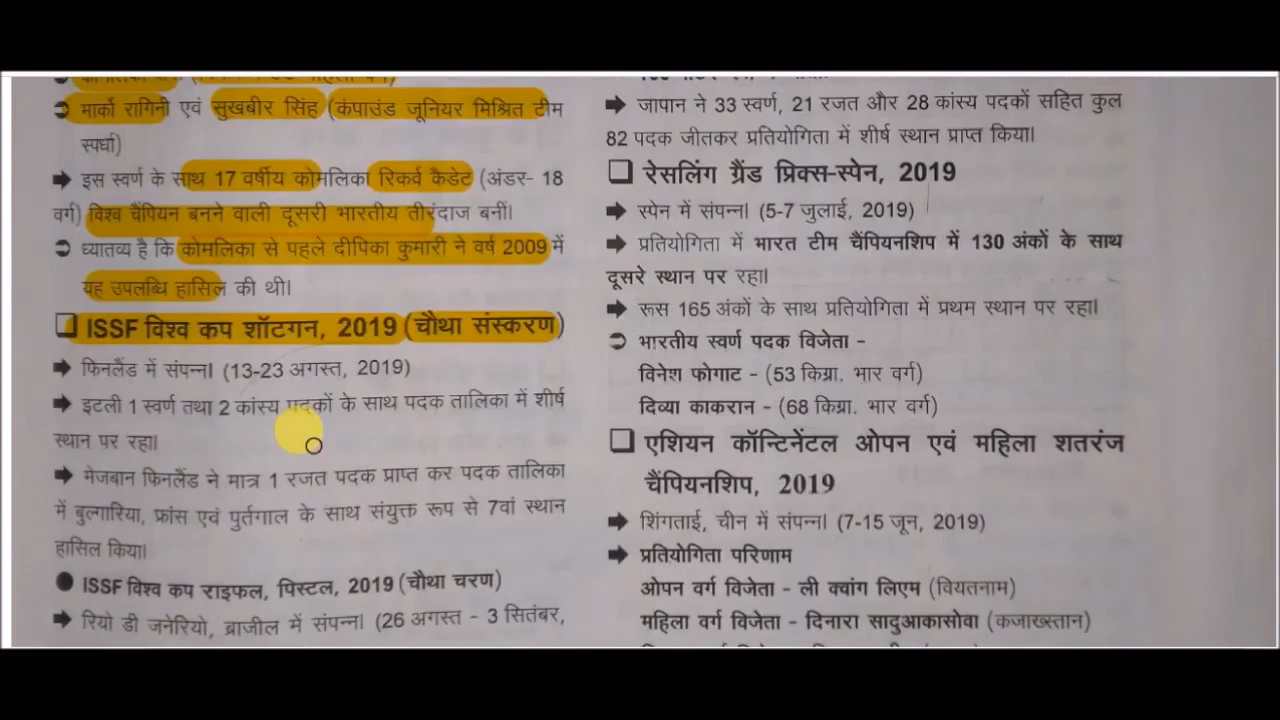 ➲ मार्को रागिनी एवं सुखबीर सिंह (कंपाउंड जूनियर मिश्रित टीम
स्पर्धा)
➡ इस स्वर्ण के साथ 17 वर्षीय कोमलिका रिकर्व कैडेट (अंडर- 18
वर्ग) विश्व चैंपियन बनने वाली दूसरी भारतीय तीरंदाज बनीं।
➲ ध्यातव्य है कि कोमलिका से पहले दीपिका कुमारी ने वर्ष 2009 में
यह उपलब्धि हासिल की थी।
❑ ISSF विश्व कप शॉटगन, 2019 (चौथा संस्करण)
➡ फिनलैंड में संपन्न। (13-23 अगस्त, 2019)
➡ इटली 1 स्वर्ण तथा 2 कांस्य पदकों के साथ पदक तालिका में शीर्ष
स्थान पर रहा।
➡ मेजबान फिनलैंड ने मात्र 1 रजत पदक प्राप्त कर पदक तालिका
में बुल्गारिया, फ्रांस एवं पुर्तगाल के साथ संयुक्त रूप से 7वां स्थान
हासिल किया।
● ISSF विश्व कप राइफल, पिस्टल, 2019 (चौथा चरण)
➡ रियो डी जनेरियो, ब्राजील में संपन्न। (26 अगस्त - 3 सितंबर,
➡ जापान ने 33 स्वर्ण, 21 रजत और 28 कांस्य पदकों सहित कुल
82 पदक जीतकर प्रतियोगिता में शीर्ष स्थान प्राप्त किया।
❑ रेसलिंग ग्रैंड प्रिक्स-स्पेन, 2019
➡ स्पेन में संपन्न। (5-7 जुलाई, 2019)
➡ प्रतियोगिता में भारत टीम चैंपियनशिप में 130 अंकों के साथ
दूसरे स्थान पर रहा।
➡ रूस 165 अंकों के साथ प्रतियोगिता में प्रथम स्थान पर रहा।
➲ भारतीय स्वर्ण पदक विजेता -
विनेश फोगाट - (53 किग्रा. भार वर्ग)
दिव्या काकरान - (68 किग्रा. भार वर्ग)
❑ एशियन कॉन्टिनेंटल ओपन एवं महिला शतरंज
चैंपियनशिप, 2019
➡ शिंगताई, चीन में संपन्न। (7-15 जून, 2019)
➡ प्रतियोगिता परिणाम
ओपन वर्ग विजेता - ली क्वांग लिएम (वियतनाम)
महिला वर्ग विजेता - दिनारा सादुआकासोवा (कजाख्स्तान)